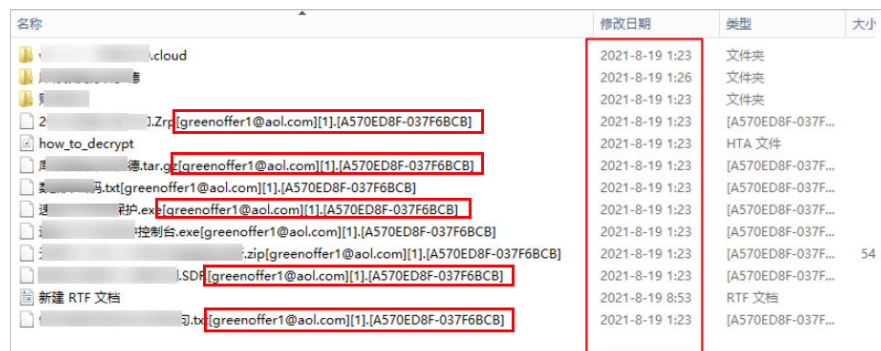 名称 修改日期 类型 大小
.cloud 2021-8-19 1:23 文件夹
德 2021-8-19 1:26 文件夹
2021-8-19 1:23 文件夹
2 ].Zrp[greenoffer1@aol.com][1].[A570ED8F-037F6BCB] 2021-8-19 1:23 [A570ED8F-037F...
how_to_decrypt 2021-8-19 1:23 HTA 文件
德.tar.gz[greenoffer1@aol.com][1].[A570ED8F-037F6BCB] 2021-8-19 1:23 [A570ED8F-037F...
码.txt[greenoffer1@aol.com][1].[A570ED8F-037F6BCB] 2021-8-19 1:23 [A570ED8F-037F...
保护.exe[greenoffer1@aol.com][1].[A570ED8F-037F6BCB] 2021-8-19 1:23 [A570ED8F-037F...
控制台.exe[greenoffer1@aol.com][1].[A570ED8F-037F6BCB] 2021-8-19 1:23 [A570ED8F-037F...
.zip[greenoffer1@aol.com][1].[A570ED8F-037F6BCB] 2021-8-19 1:23 [A570ED8F-037F... 54
.SDF[greenoffer1@aol.com][1].[A570ED8F-037F6BCB] 2021-8-19 1:23 [A570ED8F-037F...
新建 RTF 文档 2021-8-19 8:53 RTF 文档
.txt[greenoffer1@aol.com][1].[A570ED8F-037F6BCB] 2021-8-19 1:23 [A570ED8F-037F...